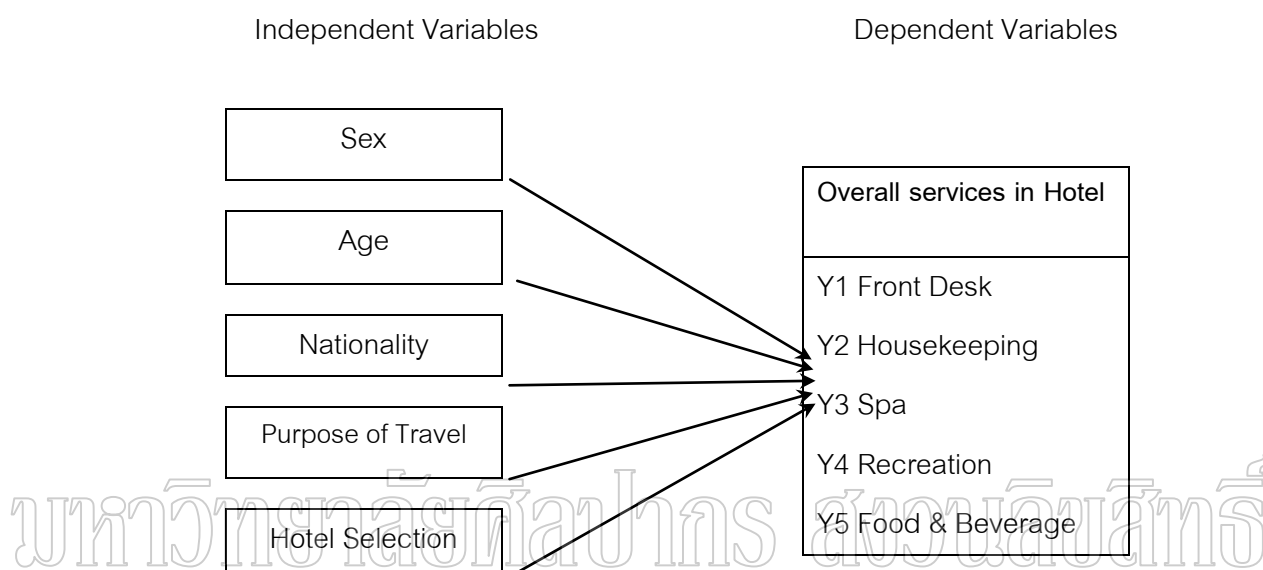 Independent Variables
Dependent Variables
Sex
Age
Nationality
Purpose of Travel
Hotel Selection
Overall services in Hotel
Y1 Front Desk
Y2 Housekeeping
Y3 Spa
Y4 Recreation
Y5 Food & Beverage
มหาวิทยาลัยศิลปากร สงวนลิขสิทธิ์